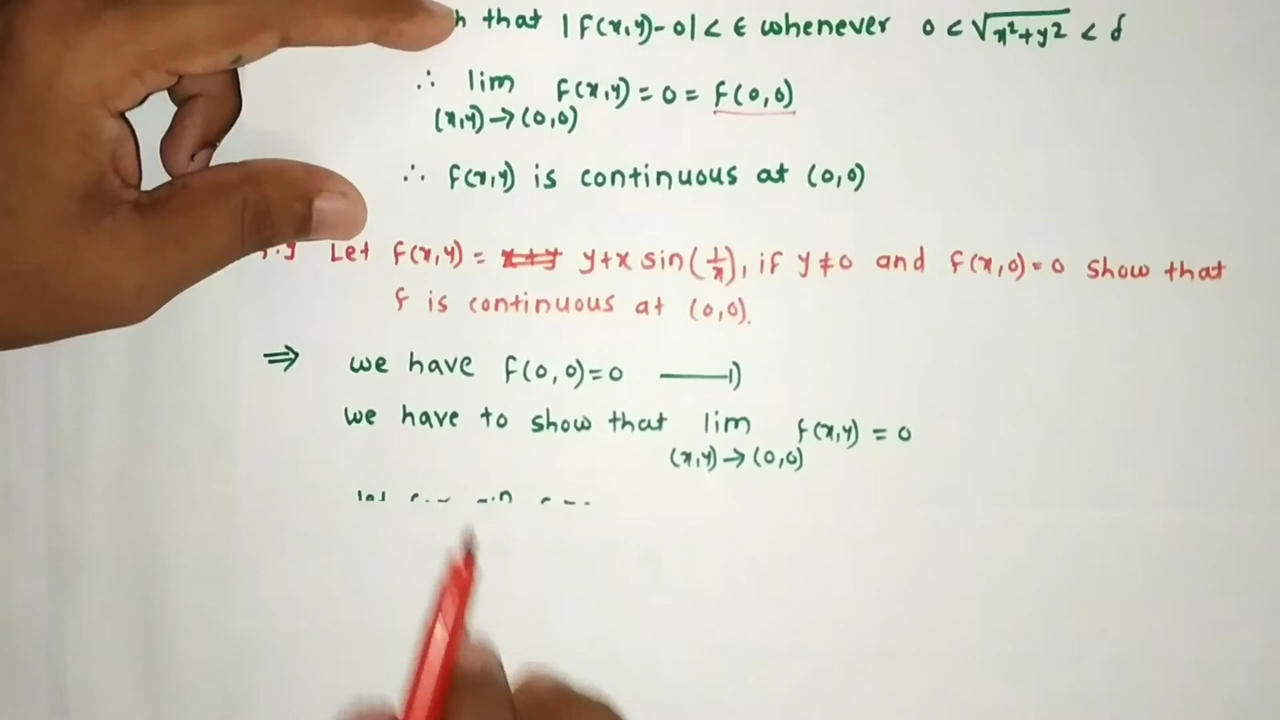 that |f(x,y)-0| < ε whenever 0 < √x²+y² < δ
∴ lim f(x,y) = 0 = f(0,0)
(x,y)→(0,0)
∴ f(x,y) is continuous at (0,0)
Let f(x,y) = x+y y+x sin(1/x), if y≠0 and f(x,0)=0 show that
f is continuous at (0,0).
⇒ we have f(0,0)=0 —1)
we have to show that lim f(x,y) = 0
(x,y)→(0,0)